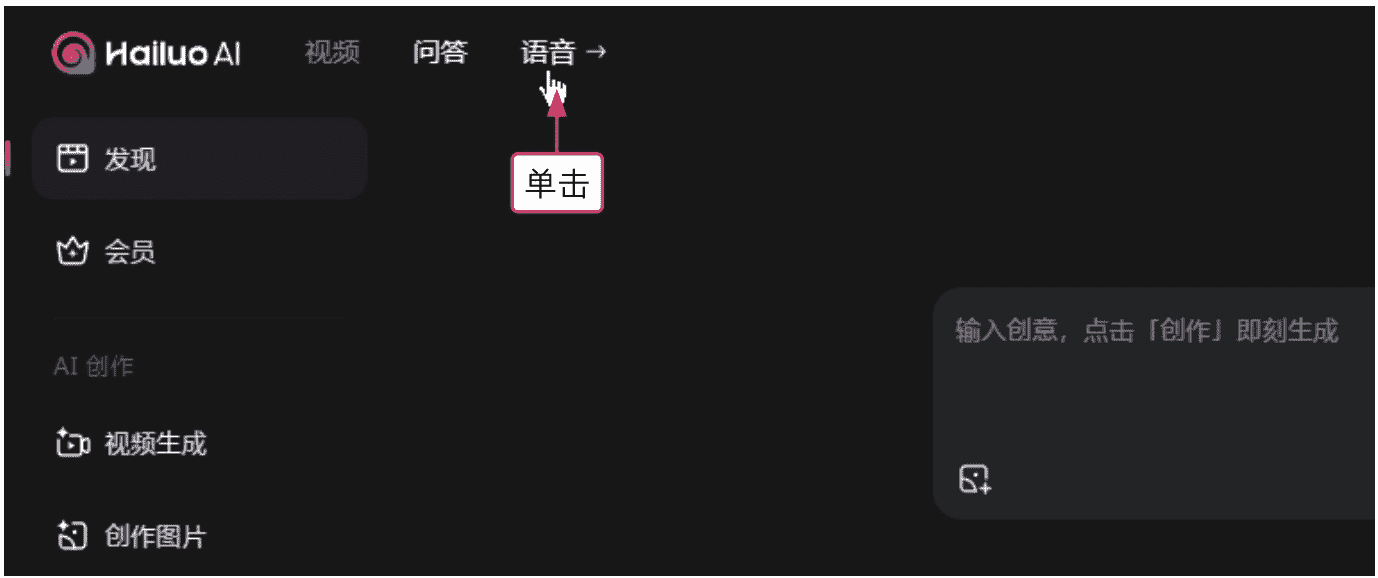 Hailuo AI 视频 问答 语音 →
单击
发现
会员
AI 创作
视频生成
创作图片
输入创意，点击「创作」即刻生成